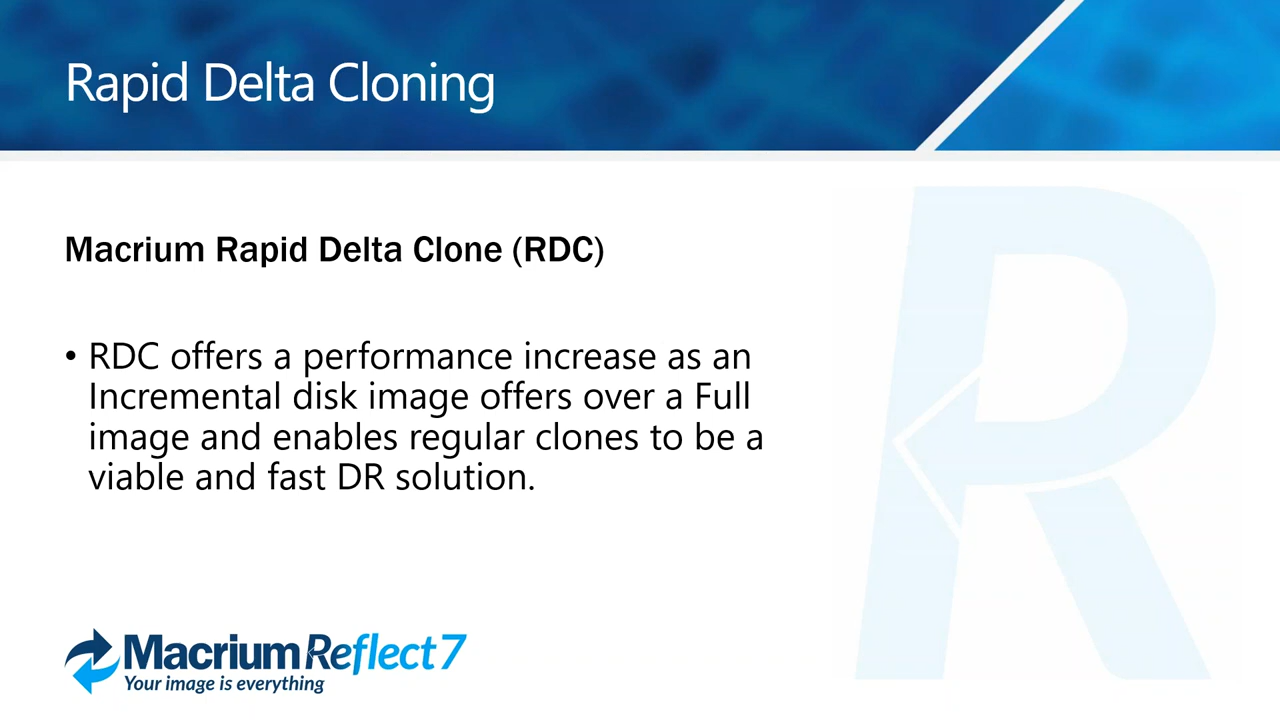 Rapid Delta Cloning
Macrium Rapid Delta Clone (RDC)
• RDC offers a performance increase as an
Incremental disk image offers over a Full
image and enables regular clones to be a
viable and fast DR solution.
Macrium Reflect 7
Your image is everything